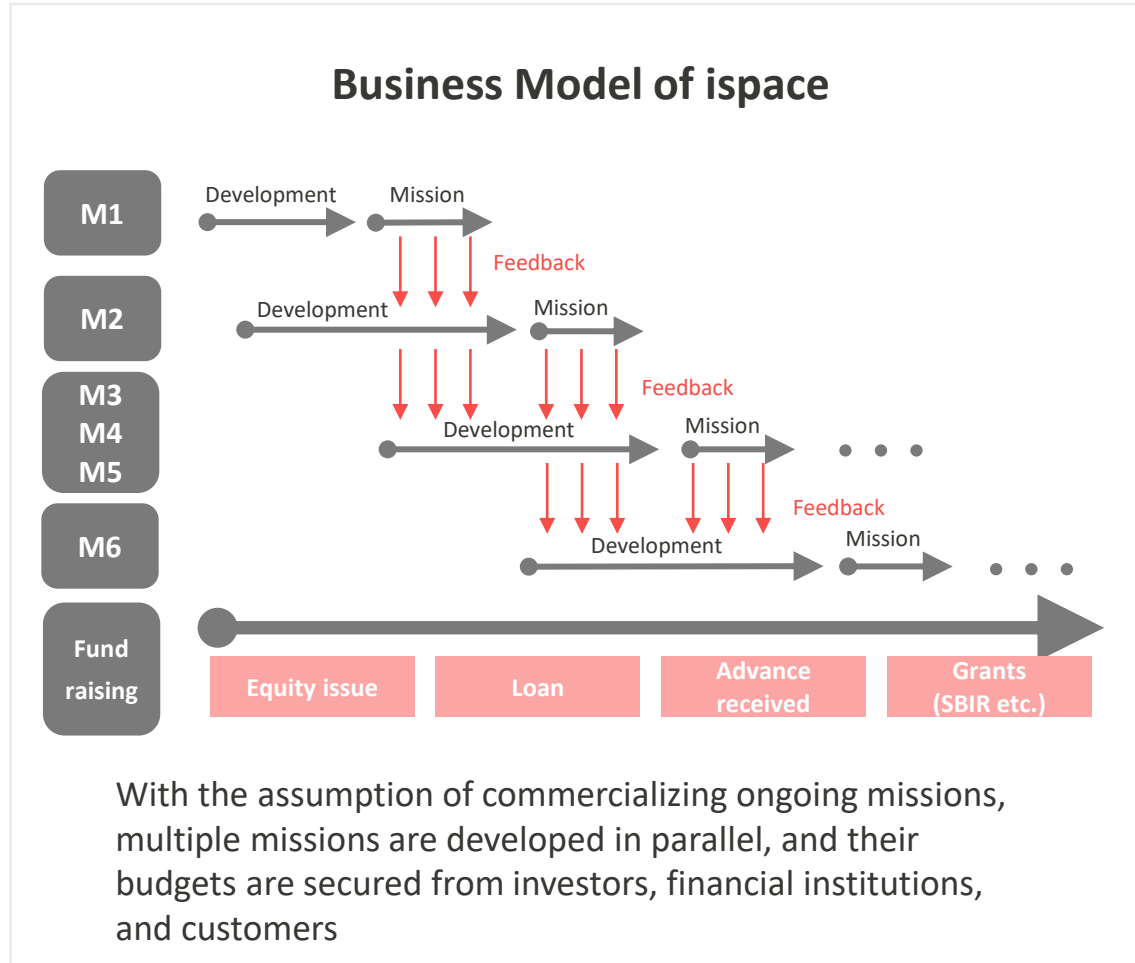 Business Model of ispace
M1
Development
Mission
Feedback
M2
Development
Mission
Feedback
M3
M4
M5
Development
Mission
Feedback
M6
Development
Mission
Fund
raising
Equity issue
Loan
Advance
received
Grants
(SBIR etc.)
With the assumption of commercializing ongoing missions,
multiple missions are developed in parallel, and their
budgets are secured from investors, financial institutions,
and customers